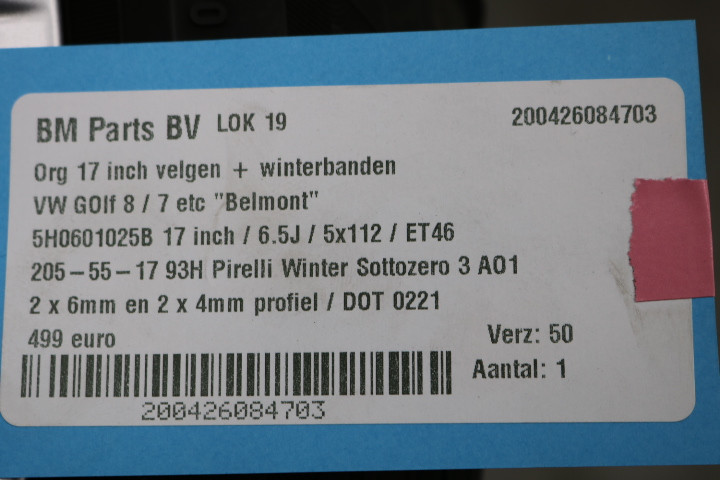 BM Parts BV LOK 19 200426084703
Org 17 inch velgen + winterbanden
VW GOlf 8 / 7 etc "Belmont"
5H0601025B 17 inch / 6.5J / 5x112 / ET46
205-55-17 93H Pirelli Winter Sottozero 3 AO1
2 x 6mm en 2 x 4mm profiel / DOT 0221
499 euro Verz: 50
Aantal: 1
200426084703